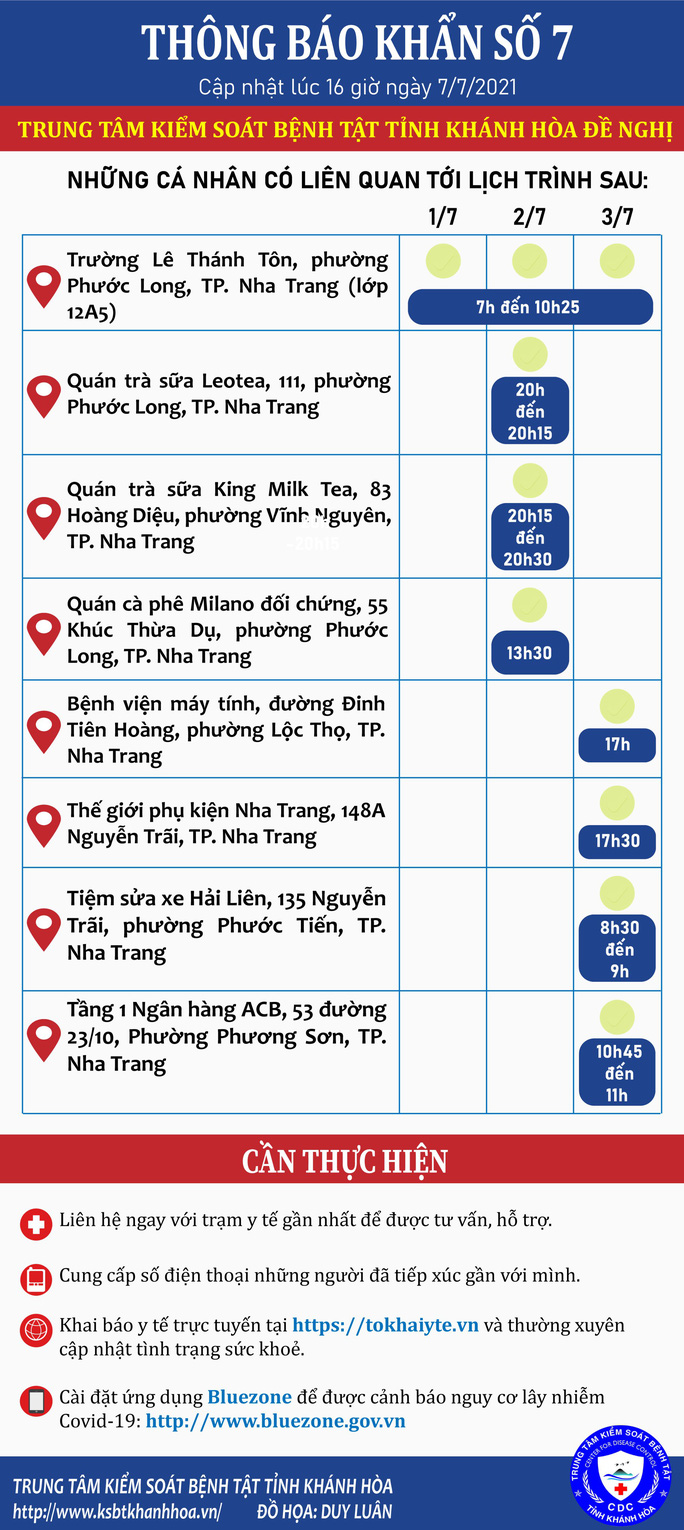 THÔNG BÁO KHẨN SỐ 7
Cập nhật lúc 16 giờ ngày 7/7/2021
TRUNG TÂM KIỂM SOÁT BỆNH TẬT TỈNH KHÁNH HÒA ĐỀ NGHỊ
NHỮNG CÁ NHÂN CÓ LIÊN QUAN TỚI LỊCH TRÌNH SAU:
1/7 2/7 3/7
Trường Lê Thánh Tôn, phường
Phước Long, TP. Nha Trang (lớp
12A5)
7h đến 10h25
Quán trà sữa Leotea, 111, phường
Phước Long, TP. Nha Trang
20h
đến
20h15
Quán trà sữa King Milk Tea, 83
Hoàng Diệu, phường Vĩnh Nguyên,
TP. Nha Trang
20h15
đến
20h30
Quán cà phê Milano đối chứng, 55
Khúc Thừa Dụ, phường Phước
Long, TP. Nha Trang
13h30
Bệnh viện máy tính, đường Đinh
Tiên Hoàng, phường Lộc Thọ, TP.
Nha Trang
17h
Thế giới phụ kiện Nha Trang, 148A
Nguyễn Trãi, TP. Nha Trang
17h30
Tiệm sửa xe Hải Liên, 135 Nguyễn
Trãi, phường Phước Tiến, TP.
Nha Trang
8h30
đến
9h
Tầng 1 Ngân hàng ACB, 53 đường
23/10, Phường Phương Sơn, TP.
Nha Trang
10h45
đến
11h
CẦN THỰC HIỆN
Liên hệ ngay với trạm y tế gần nhất để được tư vấn, hỗ trợ.
Cung cấp số điện thoại những người đã tiếp xúc gần với mình.
Khai báo y tế trực tuyến tại https://tokhaiyte.vn và thường xuyên
cập nhật tình trạng sức khoẻ.
Cài đặt ứng dụng Bluezone để được cảnh báo nguy cơ lây nhiễm
Covid-19: http://www.bluezone.gov.vn
TRUNG TÂM KIỂM SOÁT BỆNH TẬT TỈNH KHÁNH HÒA
http://www.ksbtkhanhhoa.vn/ ĐỒ HỌA: DUY LUÂN
TRUNG TÂM KIỂM SOÁT BỆNH TẬT
CENTER FOR DISEASE CONTROL
CDC
TỈNH KHÁNH HÒA